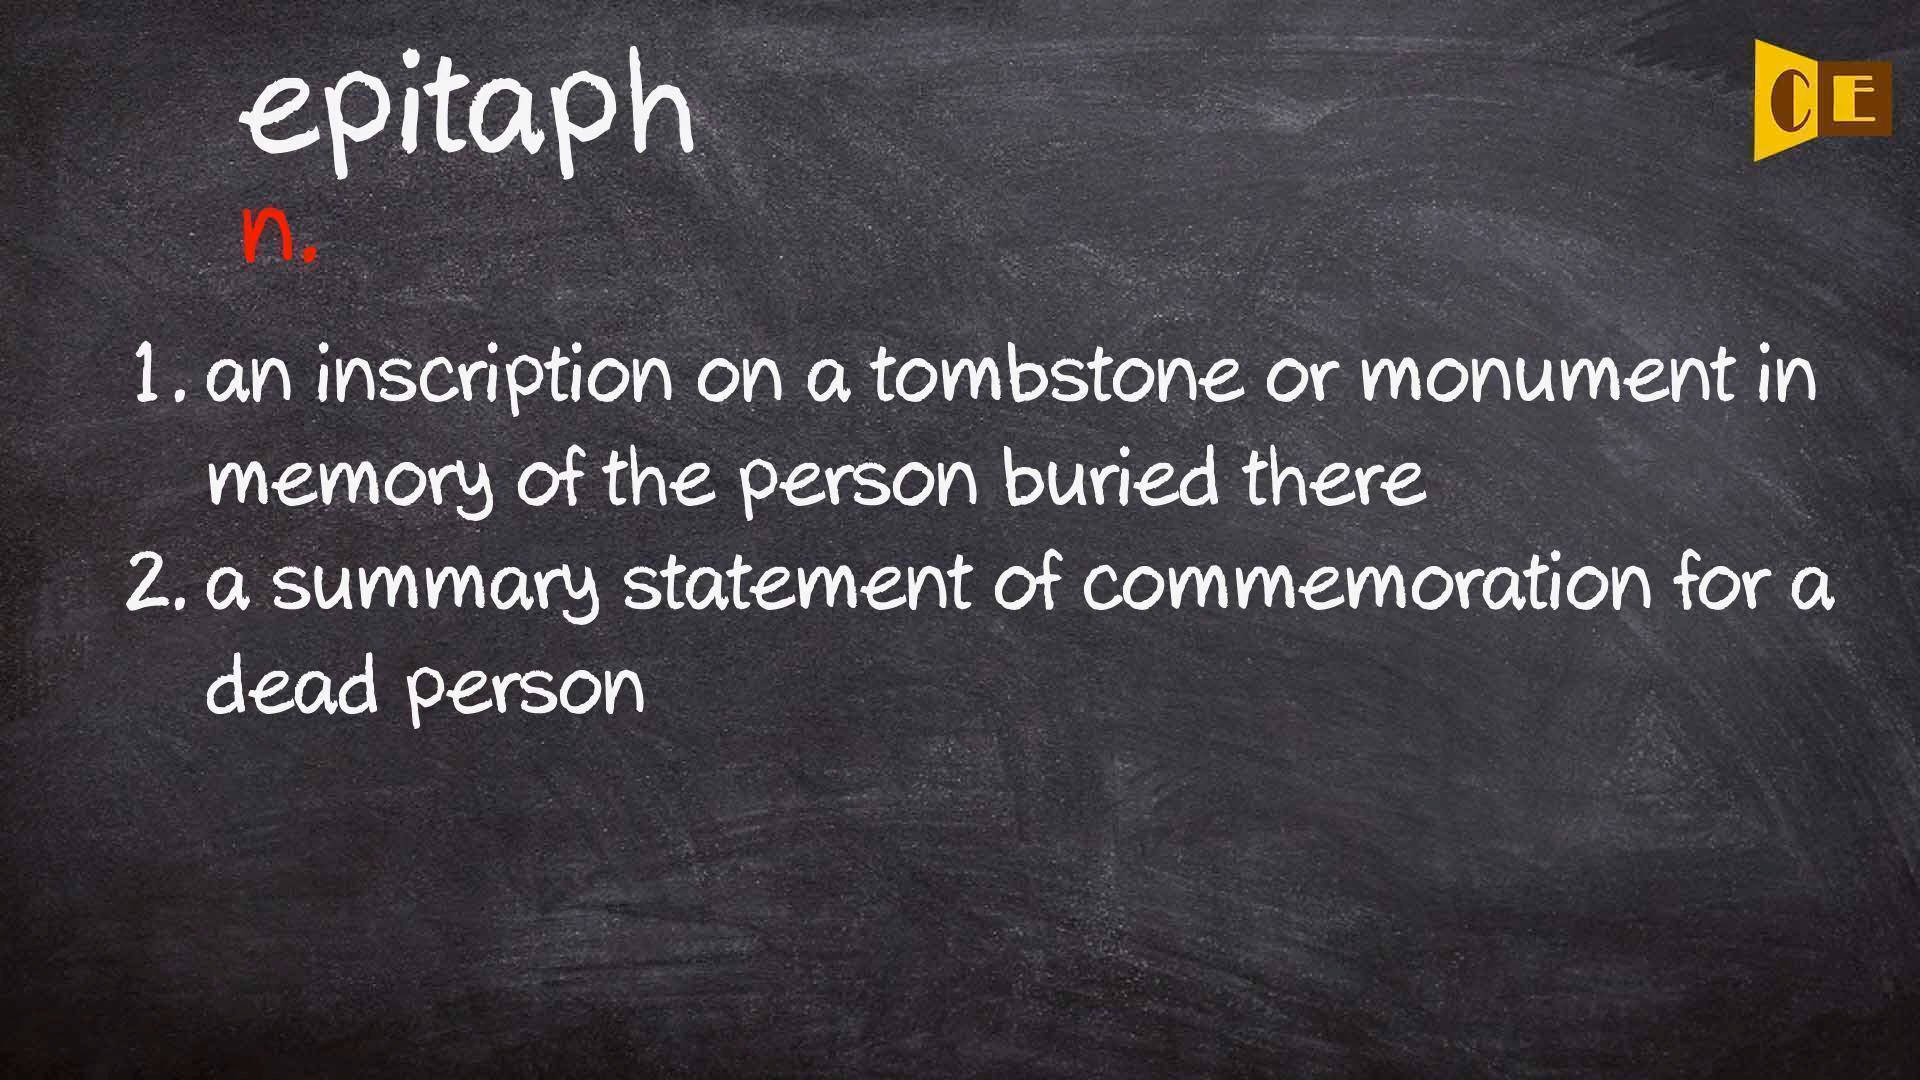 epitaph
CE
n.
1. an inscription on a tombstone or monument in
memory of the person buried there
2. a summary statement of commemoration for a
dead person